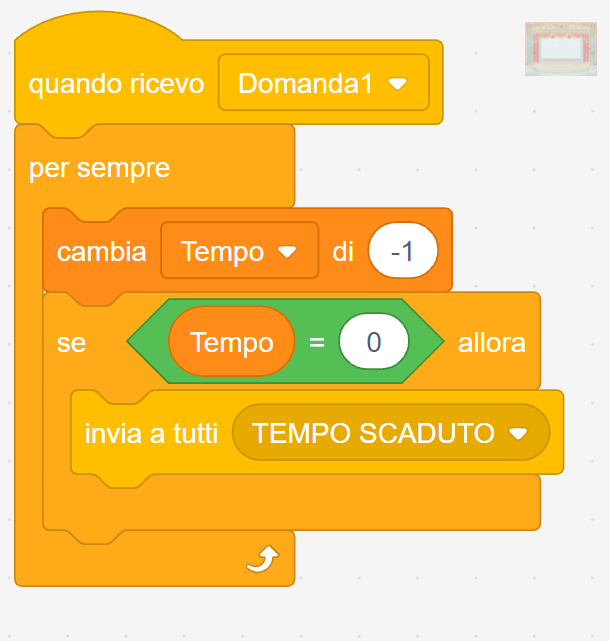 quando ricevo Domanda1
per sempre
cambia Tempo di -1
se Tempo = 0 allora
invia a tutti TEMPO SCADUTO